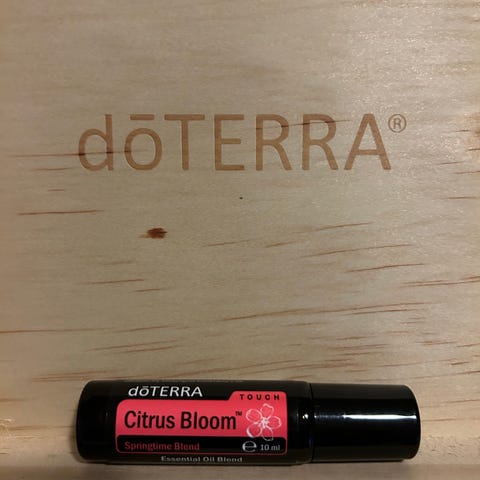 dōTERRA®
dōTERRA
TOUCH
Citrus Bloom™
Springtime Blend
℮ 10 ml
Essential Oil Blend